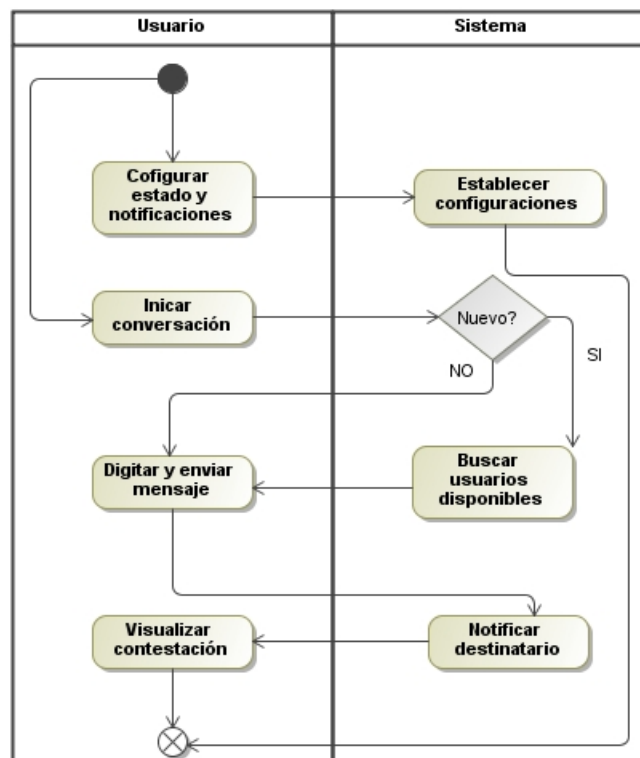 Usuario
Sistema
Cofigurar
estado y
notificaciones
Establecer
configuraciones
Inicar
conversación
Nuevo?
NO
SI
Digitar y enviar
mensaje
Buscar
usuarios
disponibles
Visualizar
contestación
Notificar
destinatario